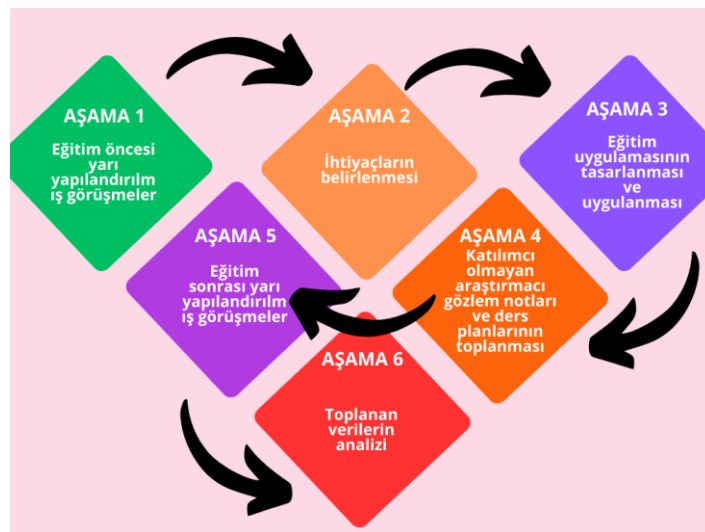 AŞAMA 1
Eğitim öncesi
yarı
yapılandırılm
ış görüşmeler
AŞAMA 2
İhtiyaçların
belirlenmesi
AŞAMA 3
Eğitim
uygulamasının
tasarlanması
ve
uygulanması
AŞAMA 4
Katılımcı
olmayan
araştırmacı
gözlem notları
ve ders
planlarının
toplanması
AŞAMA 5
Eğitim
sonrası yarı
yapılandırılm
ış görüşmeler
AŞAMA 6
Toplanan
verilerin
analizi